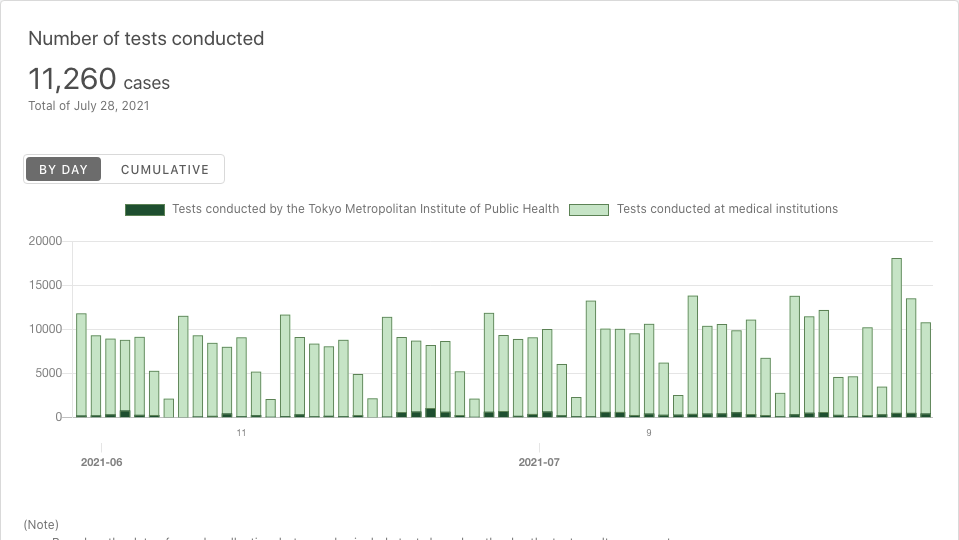 Number of tests conducted
11,260 cases
Total of July 28, 2021
BY DAY CUMULATIVE
Tests conducted by the Tokyo Metropolitan Institute of Public Health Tests conducted at medical institutions
20000
15000
10000
5000
0
11 9
2021-06 2021-07
(Note)